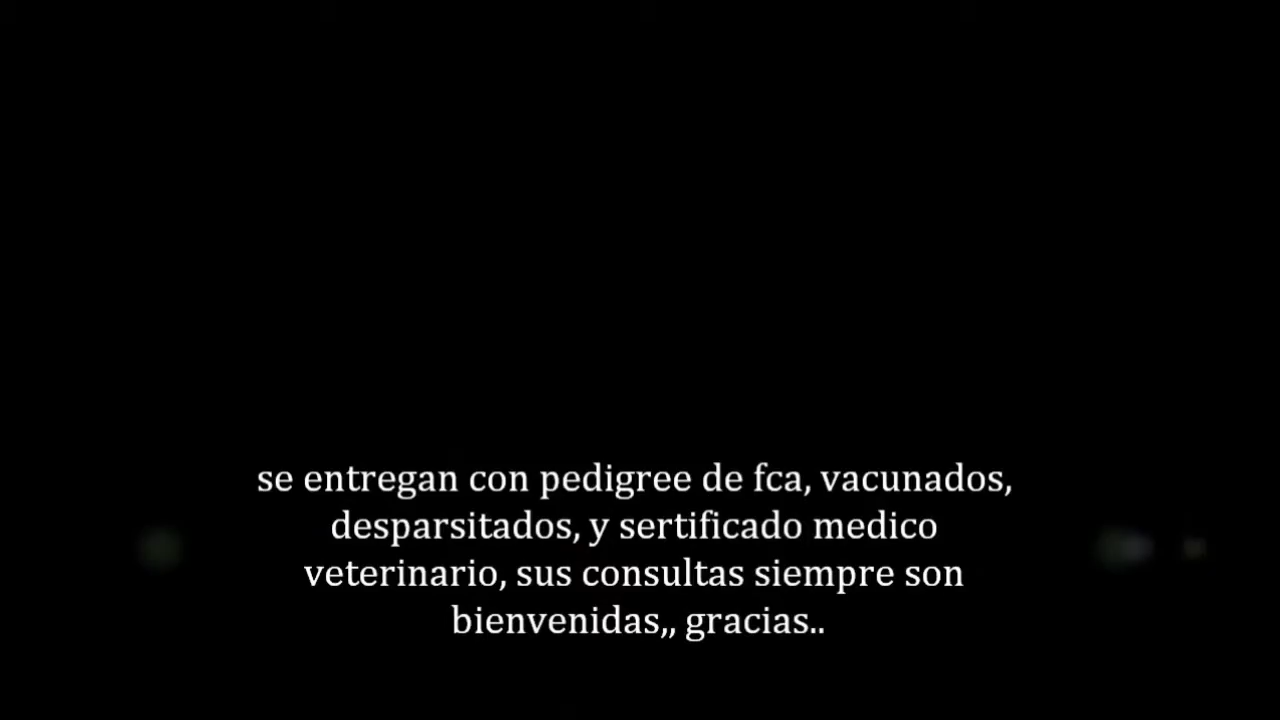 se entregan con pedigree de fca, vacunados,
desparsitados, y sertificado medico
veterinario, sus consultas siempre son
bienvenidas,, gracias..